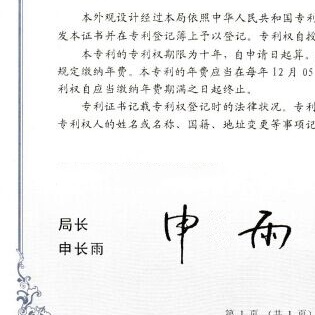 本外观设计经过本局依照中华人民共和国专利
发本证书并在专利登记簿上予以登记。专利权自授
本专利的专利权期限为十年，自申请日起算。
规定缴纳年费。本专利的年费应当在每年 12 月 05
利权自应当缴纳年费期满之日起终止。
专利证书记载专利权登记时的法律状况。专利
专利权人的姓名或名称、国籍、地址变更等事项记
局长
申长雨
申 雨
第 1 页 （共 1 页）